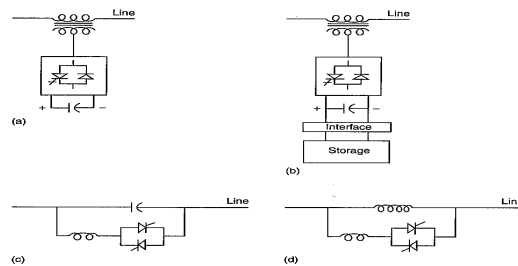 Line
Line
+ −
(a)
+ −
Interface
Storage
(b)
Line
(c)
Lin
(d)